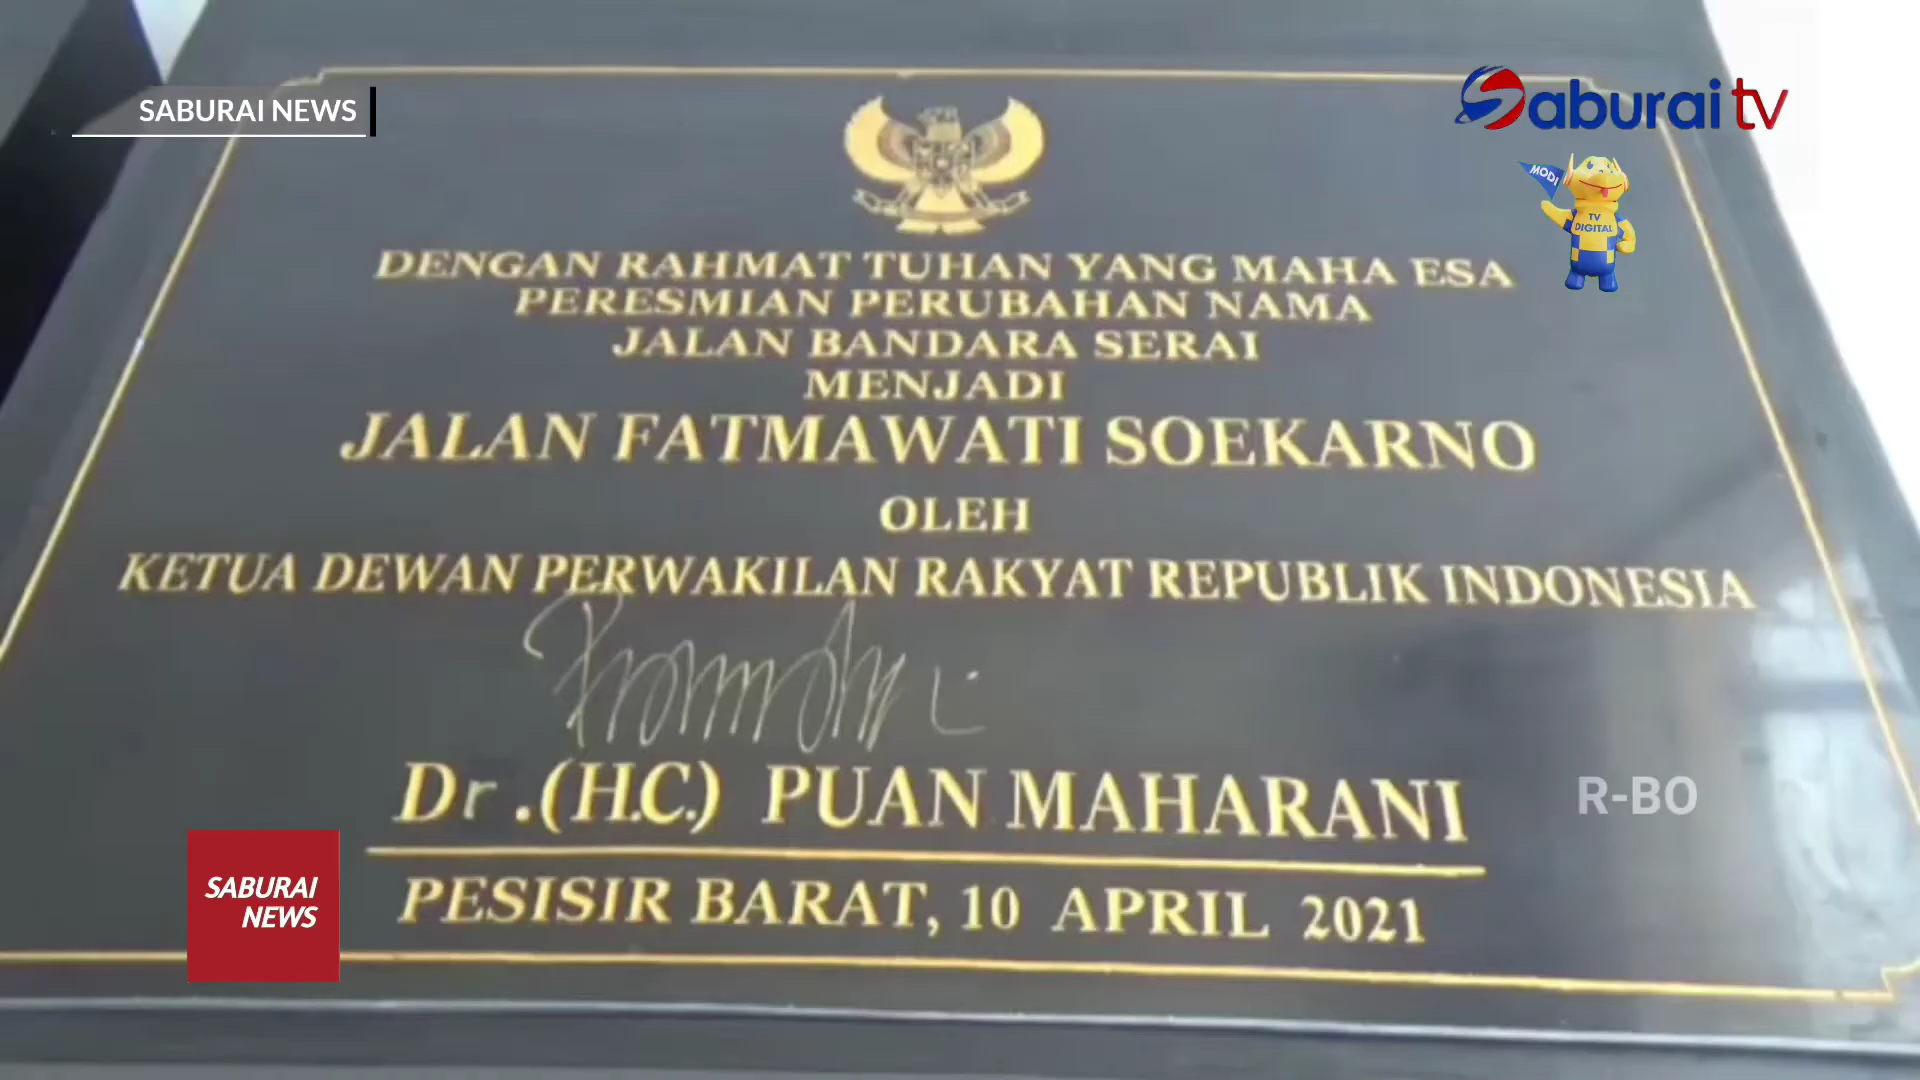 SABURAI NEWS
Saburai tv
MODI
TV
DIGITAL
DENGAN RAHMAT TUHAN YANG MAHA ESA
PERESMIAN PERUBAHAN NAMA
JALAN BANDARA SERAI
MENJADI
JALAN FATMAWATI SOEKARNO
OLEH
KETUA DEWAN PERWAKILAN RAKYAT REPUBLIK INDONESIA
Dr.(H.C.) PUAN MAHARANI
R-BO
PESISIR BARAT, 10 APRIL 2021
SABURAI
NEWS